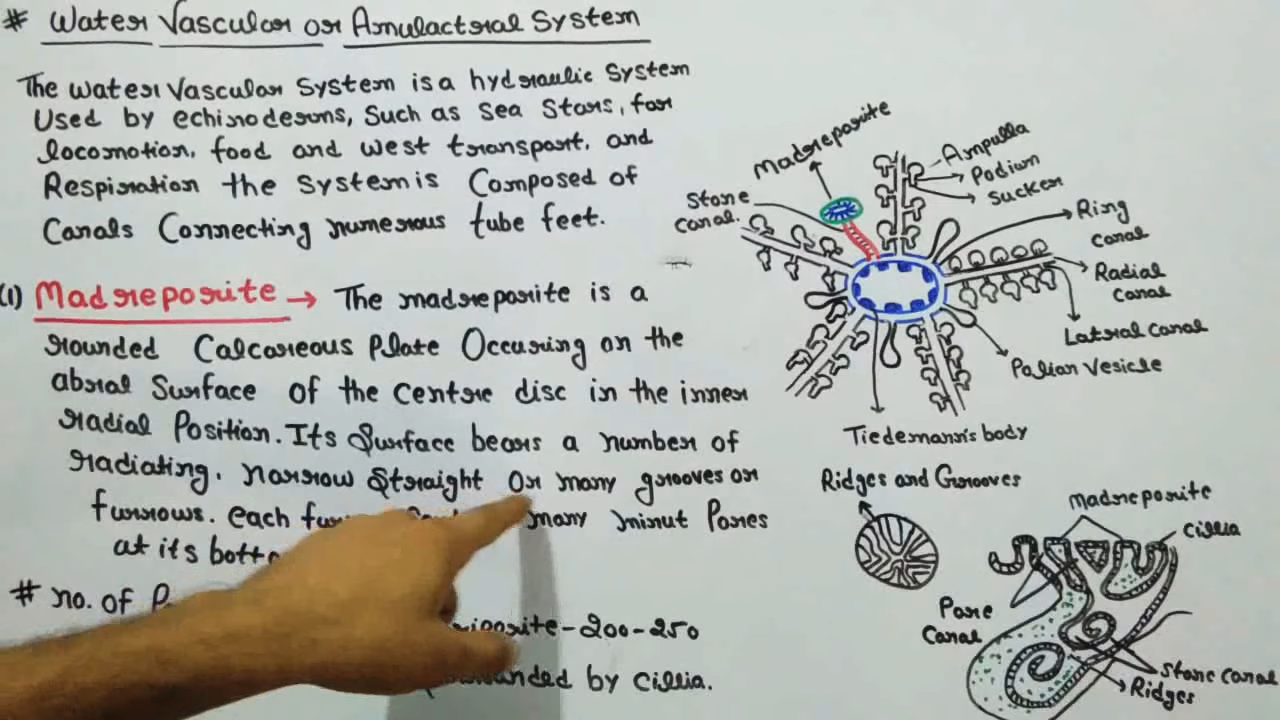 # Water Vascular or Amulactral System
The Water Vascular System is a hydraulic System
Used by echinoderms, Such as sea Stars, for
locomotion, food and west transport, and
Respiration the System is Composed of
Canals Connecting numerous tube feet.
(1) Madreporite → The madreporite is a
rounded Calcareous Plate Occuring on the
abral Surface of the Centre disc in the inner
radial Position. Its Surface bears a number of
radiating. narrow Straight Or many grooves or
furrows. each many minut Pores
at its
# no. of
-200-250
by Cillia.
Madreporite
Stone
Canal.
Ampulla
Podium
Sucker
Ring
Canal
Radial
Canal
Latral Canal
Polian Vesicle
Tiedemann's body
Ridges and Grooves
madreporite
Cillia
Pore
Canal
Stone Canal
Ridges